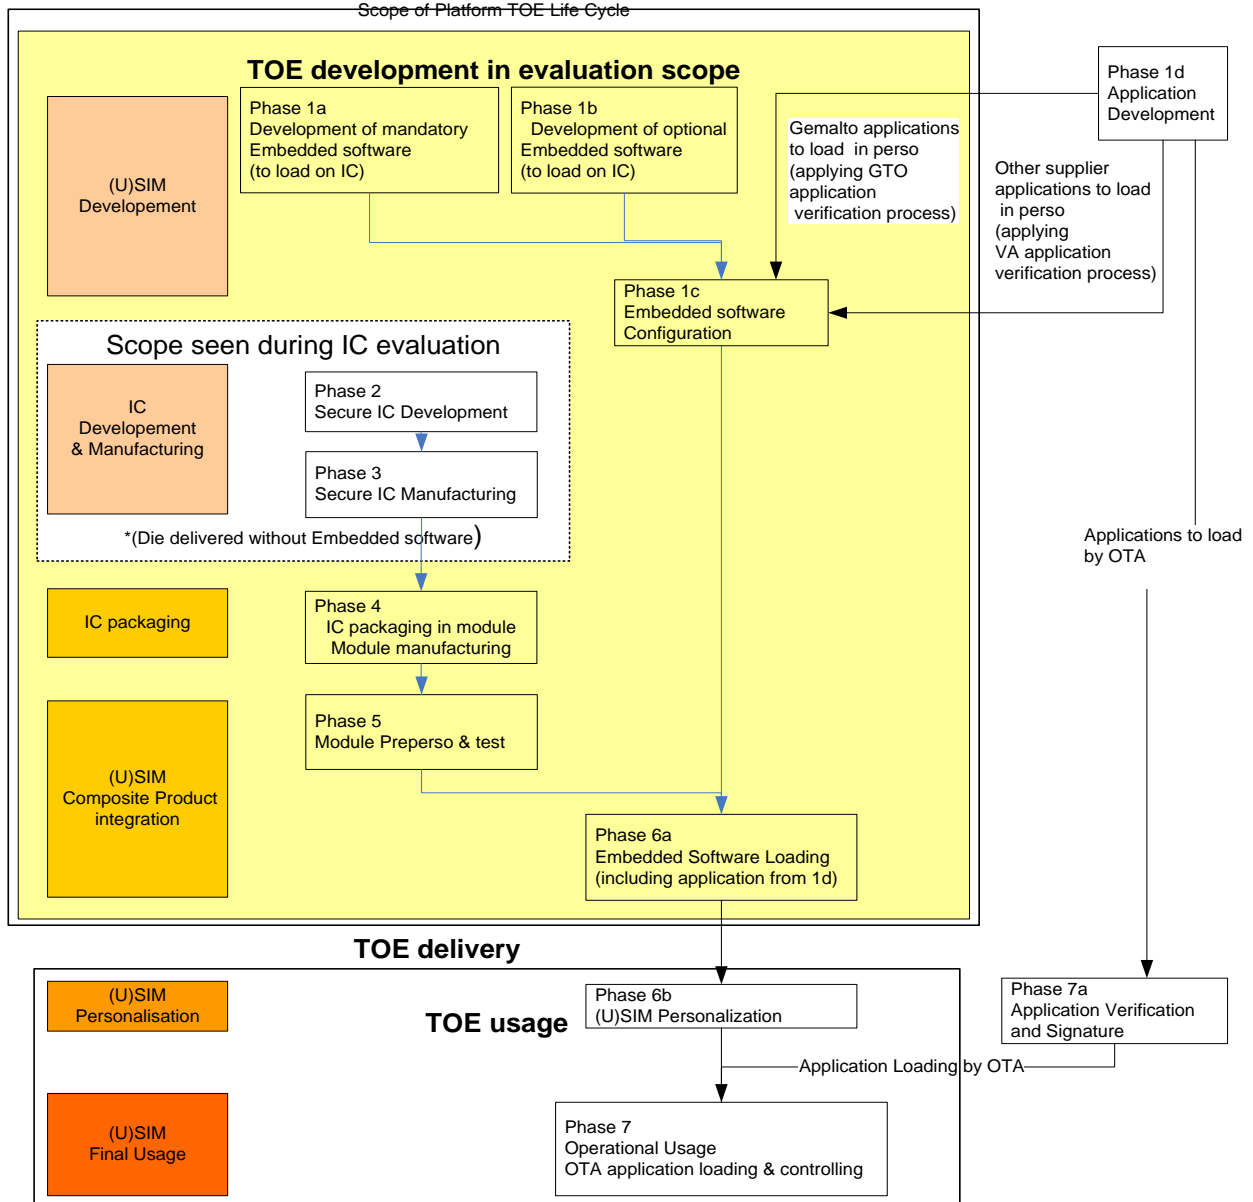 Scope of Platform TOE Life Cycle
TOE development in evaluation scope
(U)SIM
Developement
Phase 1a
Development of mandatory
Embedded software
(to load on IC)
Phase 1b
Development of optional
Embedded software
(to load on IC)
Gemalto applications
to load  in perso
(applying GTO
application
verification process)
Phase 1d
Application
Development
Other supplier
applications to load
in perso
(applying
VA application
verification process)
Phase 1c
Embedded software
Configuration
Scope seen during IC evaluation
IC
Developement
& Manufacturing
Phase 2
Secure IC Development
Phase 3
Secure IC Manufacturing
*(Die delivered without Embedded software)
Applications to load
by OTA
IC packaging
Phase 4
IC packaging in module
Module manufacturing
(U)SIM
Composite Product
integration
Phase 5
Module Preperso & test
Phase 6a
Embedded Software Loading
(including application from 1d)
TOE delivery
(U)SIM
Personalisation
TOE usage
Phase 6b
(U)SIM Personalization
Phase 7a
Application Verification
and Signature
Application Loading by OTA
(U)SIM
Final Usage
Phase 7
Operational Usage
OTA application loading & controlling